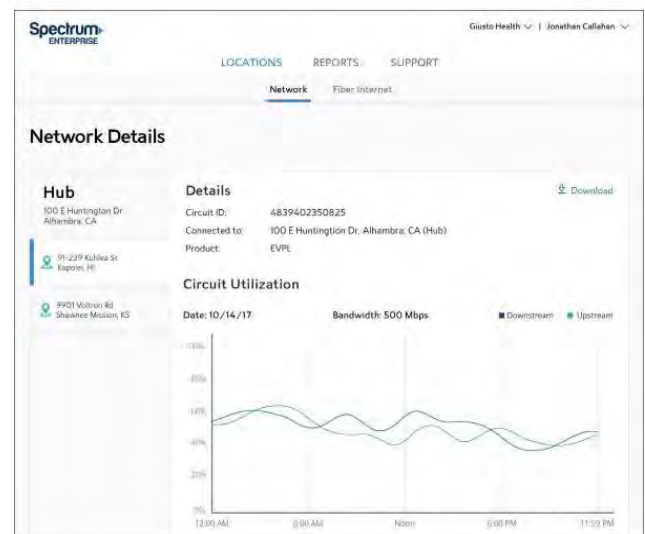 Spectrum
ENTERPRISE
Giusto Health | Jonathan Callahan
LOCATIONS REPORTS SUPPORT
Network Fiber Internet
Network Details
Hub
100 E Huntington Dr
Alhambra, CA
91-239 Kuhlea St
Kapolei, HI
9901 Voltron Rd
Shawnee Mission, KS
Details
Download
Circuit ID: 4839402350825
Connected to: 100 E Huntingtion Dr, Alhambra, CA (Hub)
Product: EVPL
Circuit Utilization
Date: 10/14/17 Bandwidth: 500 Mbps Downstream Upstream
100%
80%
60%
40%
20%
0%
12:00 AM 6:00 AM Noon 6:00 PM 11:59 PM